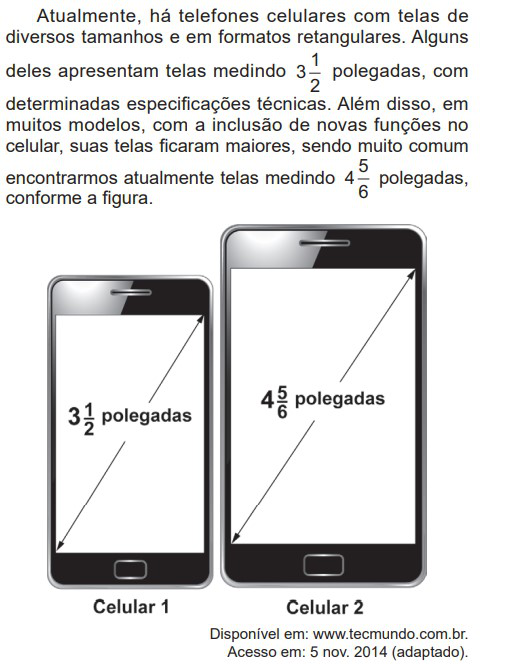 Atualmente, há telefones celulares com telas de
diversos tamanhos e em formatos retangulares. Alguns
deles apresentam telas medindo 3 1/2 polegadas, com
determinadas especificações técnicas. Além disso, em
muitos modelos, com a inclusão de novas funções no
celular, suas telas ficaram maiores, sendo muito comum
encontrarmos atualmente telas medindo 4 5/6 polegadas,
conforme a figura.
3 1/2 polegadas
4 5/6 polegadas
Celular 1
Celular 2
Disponível em: www.tecmundo.com.br.
Acesso em: 5 nov. 2014 (adaptado).